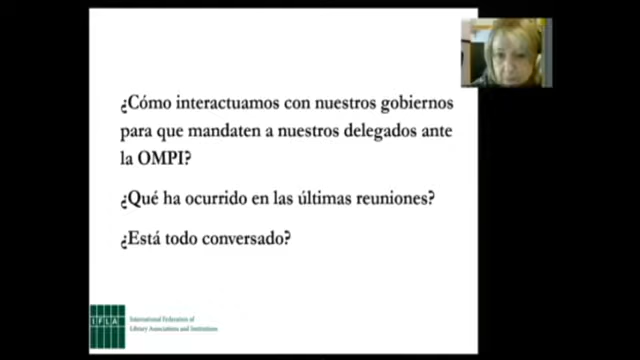 ¿Cómo interactuamos con nuestros gobiernos
para que mandaten a nuestros delegados ante
la OMPI?
¿Qué ha ocurrido en las últimas reuniones?
¿Está todo conversado?
IFLA
International Federation of
Library Associations and Institutions